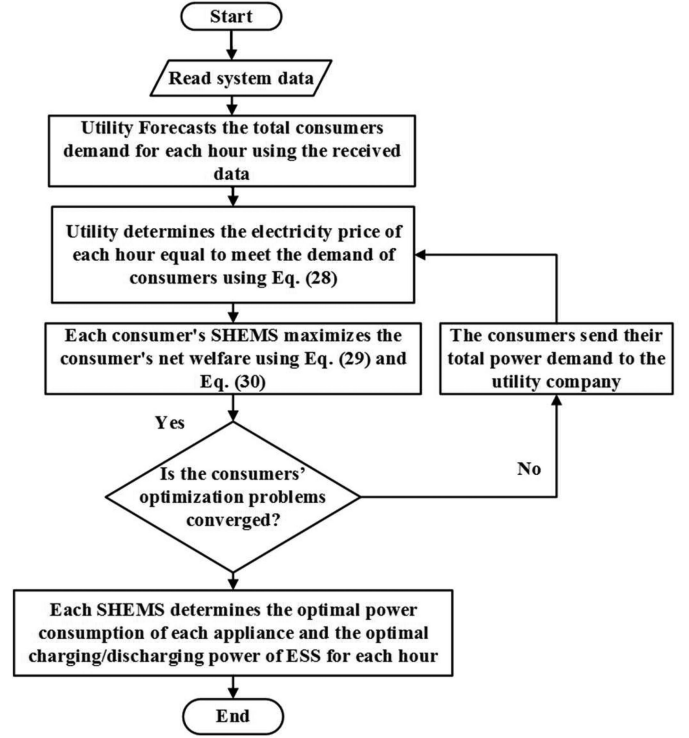 Start
Read system data
Utility Forecasts the total consumers
demand for each hour using the received
data
Utility determines the electricity price of
each hour equal to meet the demand of
consumers using Eq. (28)
Each consumer's SHEMS maximizes the
consumer's net welfare using Eq. (29) and
Eq. (30)
The consumers send their
total power demand to the
utility company
Yes
No
Is the consumers’
optimization problems
converged?
Each SHEMS determines the optimal power
consumption of each appliance and the optimal
charging/discharging power of ESS for each hour
End